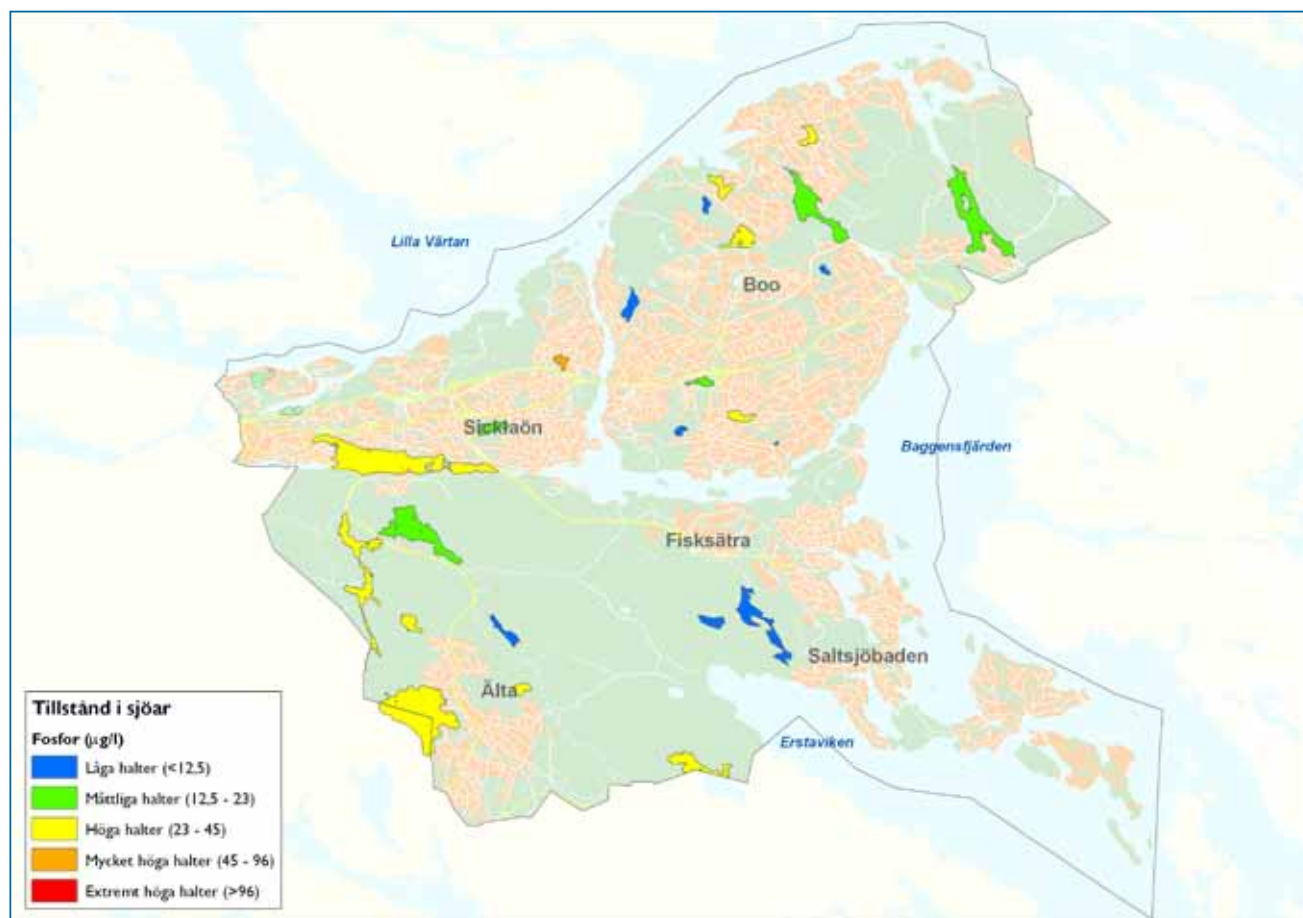 Lilla Värtan
Boo
Sicklaön
Baggensfjärden
Fisksätra
Saltsjöbaden
Älta
Erstaviken
Tillstånd i sjöar
Fosfor (µg/l)
Låga halter (<12,5)
Måttliga halter (12,5 - 23)
Höga halter (23 - 45)
Mycket höga halter (45 - 96)
Extremt höga halter (>96)